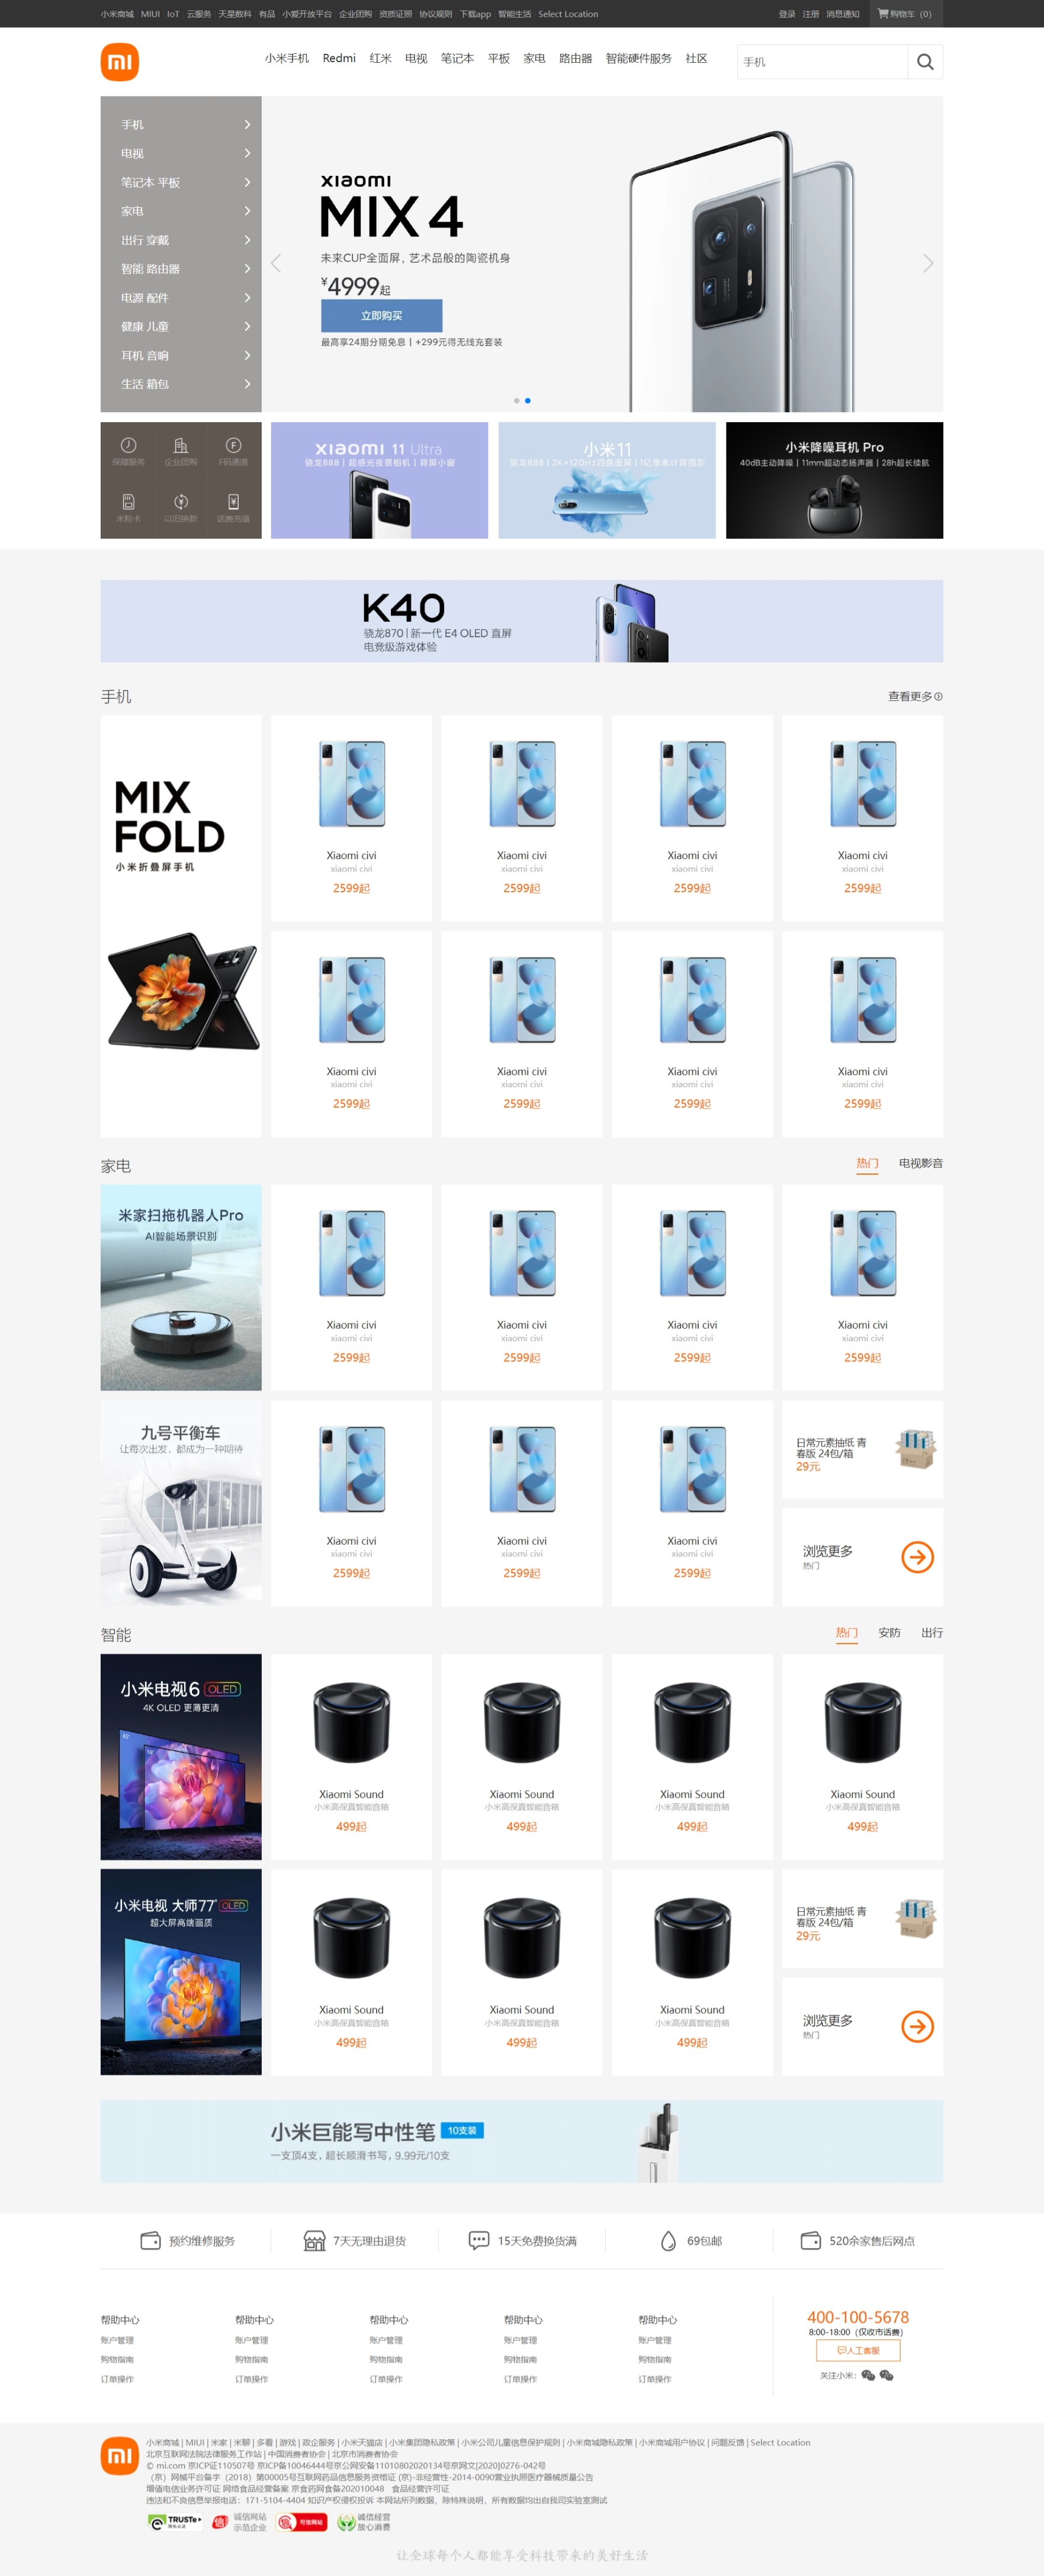 小米商城 MIUI IoT 云服务 天星数科 有品 小爱开放平台 企业团购 资质证照 协议规则 下载app 智能生活 Select Location
登录 注册 消息通知 购物车 (0)
小米手机 Redmi 红米 电视 笔记本 平板 家电 路由器 智能硬件服务 社区
手机
手机
电视
笔记本 平板
家电
出行 穿戴
智能 路由器
电源 配件
健康 儿童
耳机 音响
生活 箱包
xiaomi
MIX 4
未来CUP全面屏, 艺术品般的陶瓷机身
¥4999起
立即购买
最高享24期分期免息 | +299元得无线充套装
保障服务 企业团购 F码通道
米粉卡 以旧换新 话费充值
xiaomi 11 Ultra
骁龙888 | 超感光夜景相机 | 背屏小窗
小米11
骁龙888 | 2K+120Hz四曲面屏 | 1亿像素计算摄影
小米降噪耳机 Pro
40dB主动降噪 | 11mm超动态扬声器 | 28h超长续航
K40
骁龙870 | 新一代 E4 OLED 直屏
电竞级游戏体验
手机
查看更多
MIX
FOLD
小米折叠屏手机
Xiaomi civi Xiaomi civi Xiaomi civi Xiaomi civi
xiaomi civi xiaomi civi xiaomi civi xiaomi civi
2599起 2599起 2599起 2599起
Xiaomi civi Xiaomi civi Xiaomi civi Xiaomi civi
xiaomi civi xiaomi civi xiaomi civi xiaomi civi
2599起 2599起 2599起 2599起
家电
热门 电视影音
米家扫拖机器人Pro
AI智能场景识别
Xiaomi civi Xiaomi civi Xiaomi civi Xiaomi civi
xiaomi civi xiaomi civi xiaomi civi xiaomi civi
2599起 2599起 2599起 2599起
九号平衡车
让每次出发, 都成为一种期待
Xiaomi civi Xiaomi civi Xiaomi civi
xiaomi civi xiaomi civi xiaomi civi
2599起 2599起 2599起
日常元素抽纸 青
春版 24包/箱
29元
浏览更多
热门
智能
热门 安防 出行
小米电视6 OLED
4K OLED 更薄更清
Xiaomi Sound Xiaomi Sound Xiaomi Sound Xiaomi Sound
小米高保真智能音箱 小米高保真智能音箱 小米高保真智能音箱 小米高保真智能音箱
499起 499起 499起 499起
小米电视 大师77" OLED
超大屏高端画质
Xiaomi Sound Xiaomi Sound Xiaomi Sound
小米高保真智能音箱 小米高保真智能音箱 小米高保真智能音箱
499起 499起 499起
日常元素抽纸 青
春版 24包/箱
29元
浏览更多
热门
小米巨能写中性笔 10支装
一支顶4支, 超长顺滑书写, 9.99元/10支
预约维修服务 7天无理由退货 15天免费换货满 69包邮 520余家售后网点
帮助中心 帮助中心 帮助中心 帮助中心 帮助中心
账户管理 账户管理 账户管理 账户管理 账户管理
购物指南 购物指南 购物指南 购物指南 购物指南
订单操作 订单操作 订单操作 订单操作 订单操作
400-100-5678
8:00-18:00 (仅收市话费)
人工客服
关注小米:
小米商城 | MIUI | 米家 | 米聊 | 多看 | 游戏 | 政企服务 | 小米天猫店 | 小米集团隐私政策 | 小米公司儿童信息保护规则 | 小米商城隐私政策 | 小米商城用户协议 | 问题反馈 | Select Location
北京互联网法院法律服务工作站 | 中国消费者协会 | 北京市消费者协会
© mi.com 京ICP证110507号 京ICP备10046444号京公网安备11010802020134号京网文[2020]0276-042号
(京) 网械平台备字 (2018) 第00005号互联网药品信息服务资格证 (京)-非经营性-2014-0090营业执照医疗器械质量公告
增值电信业务许可证 网络食品经营备案 京食药网食备202010048 食品经营许可证
违法和不良信息举报电话: 171-5104-4404 知识产权侵权投诉 本网站所列数据, 除特殊说明, 所有数据均出自我司实验室测试
TRUSTe 诚信网站 示范企业 可信网站 诚信经营 放心消费
让全球每个人都能享受科技带来的美好生活